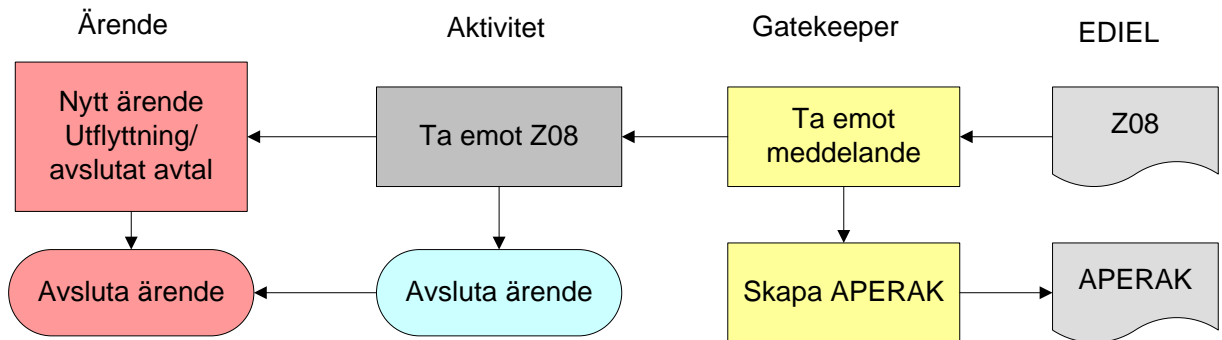 Ärende
Aktivitet
Gatekeeper
EDIEL
Nytt ärende
Utflyttning/
avslutat avtal
Ta emot Z08
Ta emot
meddelande
Z08
Avsluta ärende
Avsluta ärende
Skapa APERAK
APERAK